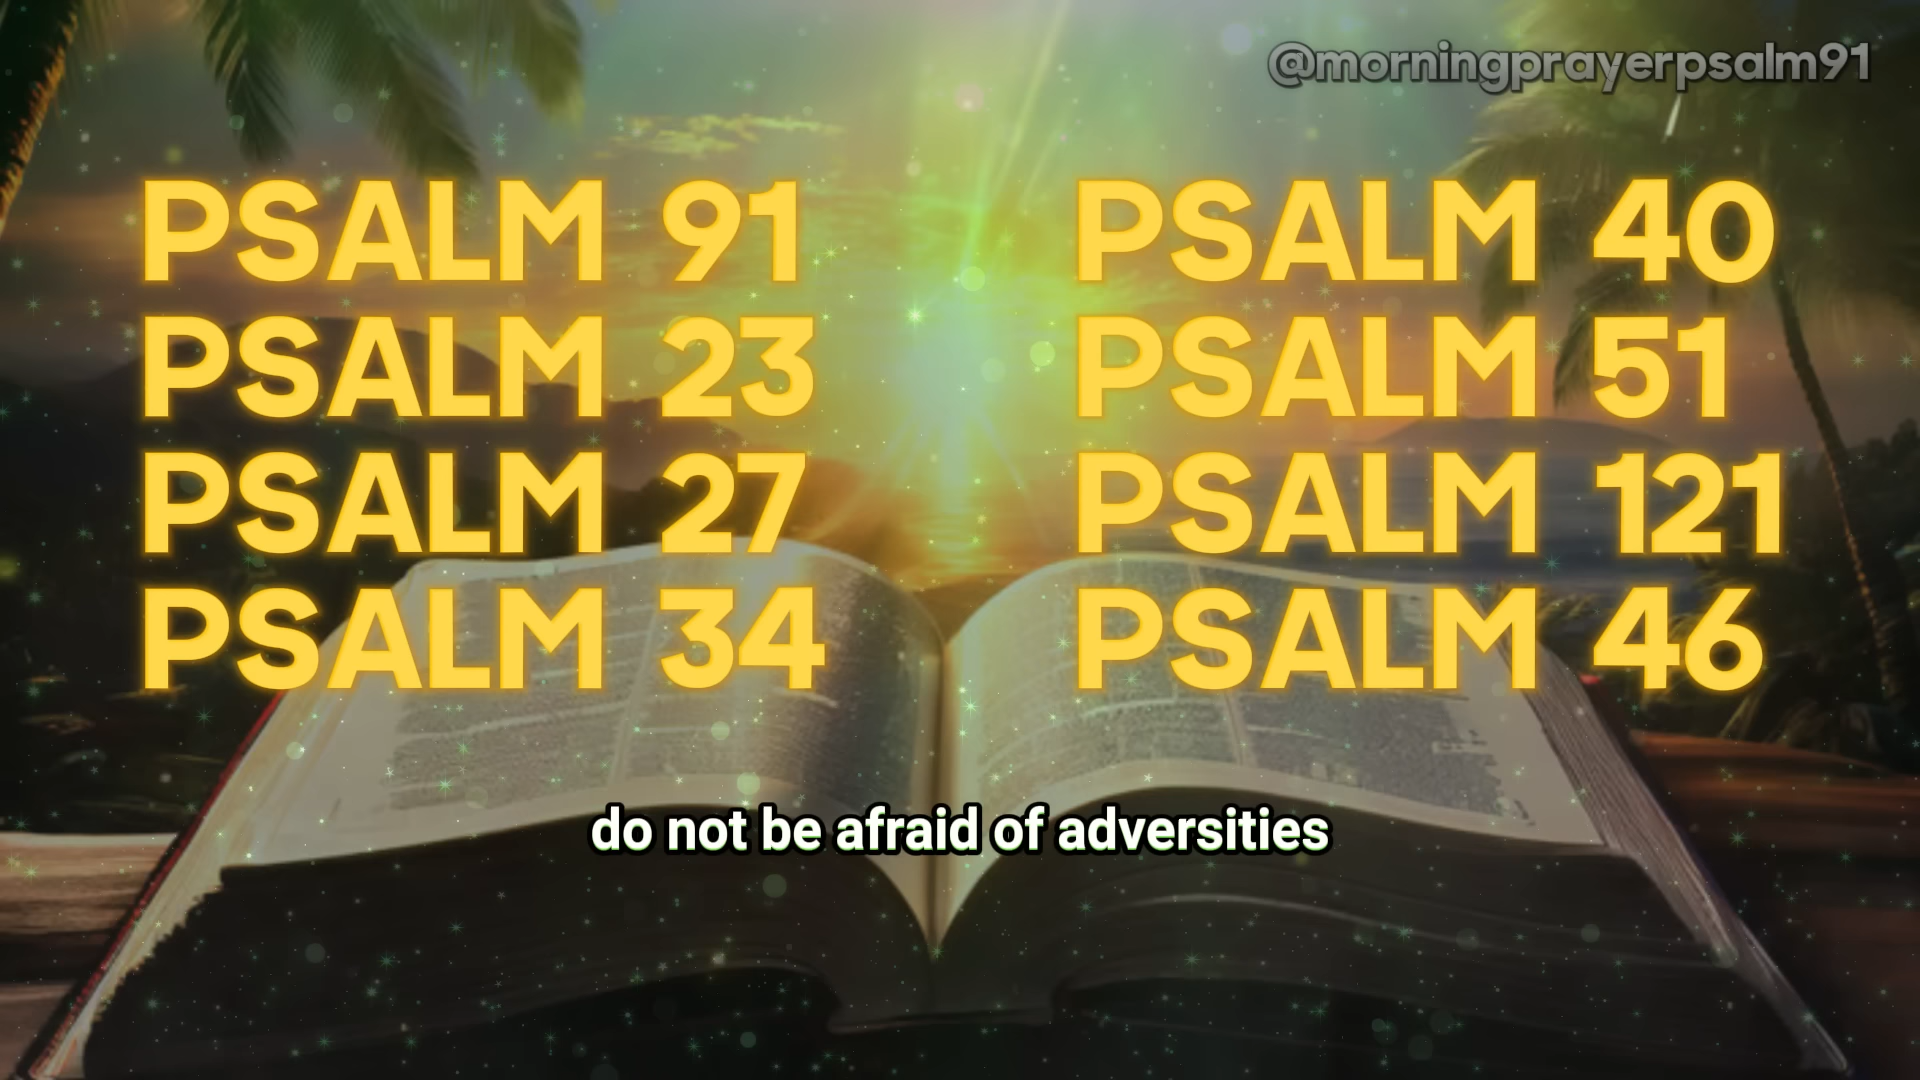 @morningprayerpsalm91
PSALM 91
PSALM 23
PSALM 27
PSALM 34
PSALM 40
PSALM 51
PSALM 121
PSALM 46
do not be afraid of adversities